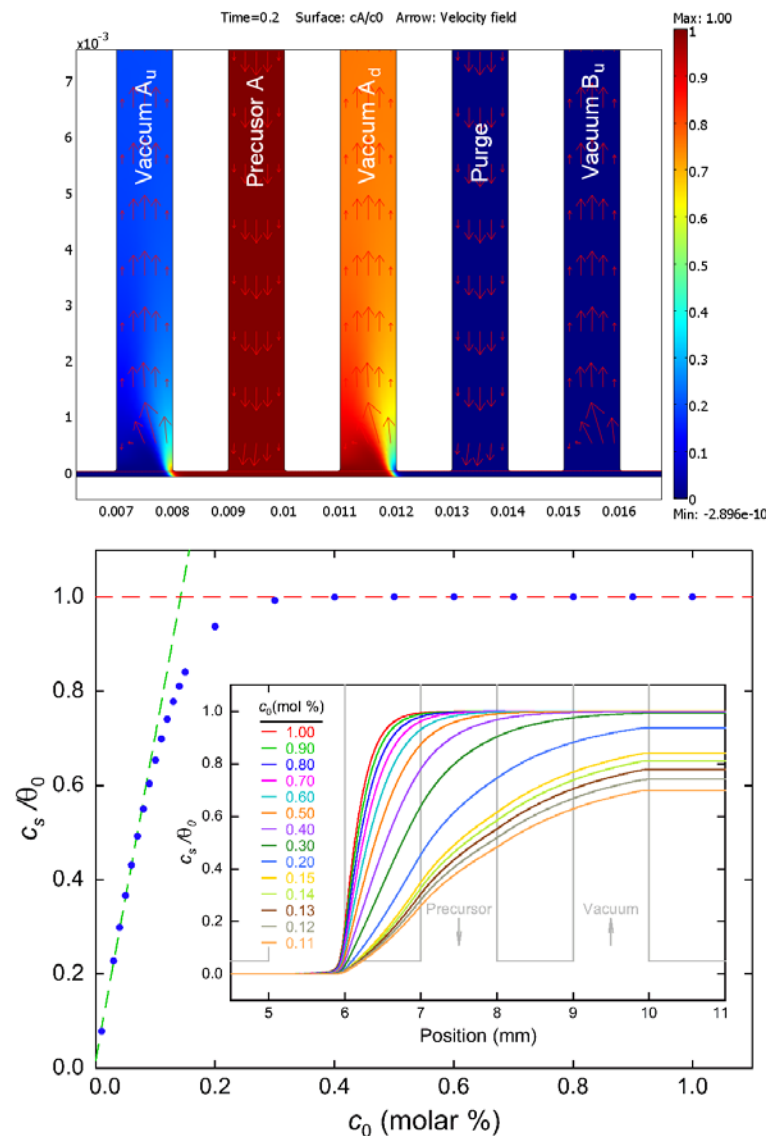 Time=0.2 Surface: cA/c0 Arrow: Velocity field
Max: 1.00
×10⁻³
7
6
5
4
3
2
1
0
Vaccum Aᵤ
Precusor A
Vaccum A_d
Purge
Vacuum Bᵤ
1
0.9
0.8
0.7
0.6
0.5
0.4
0.3
0.2
0.1
0
0.007 0.008 0.009 0.01 0.011 0.012 0.013 0.014 0.015 0.016
Min: -2.896e-10
c_s/θ₀
1.0
0.8
0.6
0.4
0.2
0.0
0.0 0.2 0.4 0.6 0.8 1.0
c₀ (molar %)
c_s/θ₀
1.0
0.8
0.6
0.4
0.2
0.0
c₀(mol %)
1.00
0.90
0.80
0.70
0.60
0.50
0.40
0.30
0.20
0.15
0.14
0.13
0.12
0.11
Precursor
Vacuum
5 6 7 8 9 10 11
Position (mm)